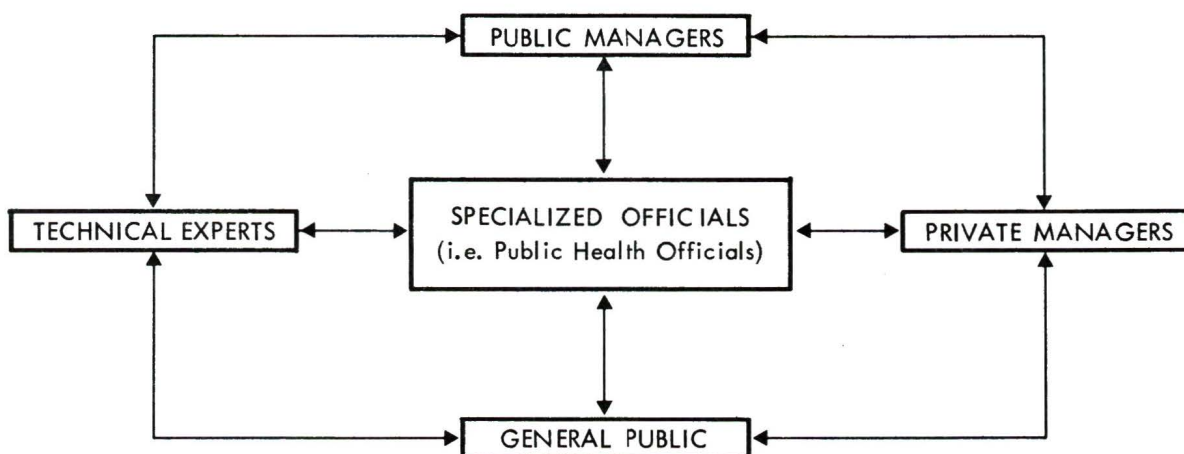 PUBLIC MANAGERS
SPECIALIZED OFFICIALS
(i.e. Public Health Officials)
TECHNICAL EXPERTS
PRIVATE MANAGERS
GENERAL PUBLIC